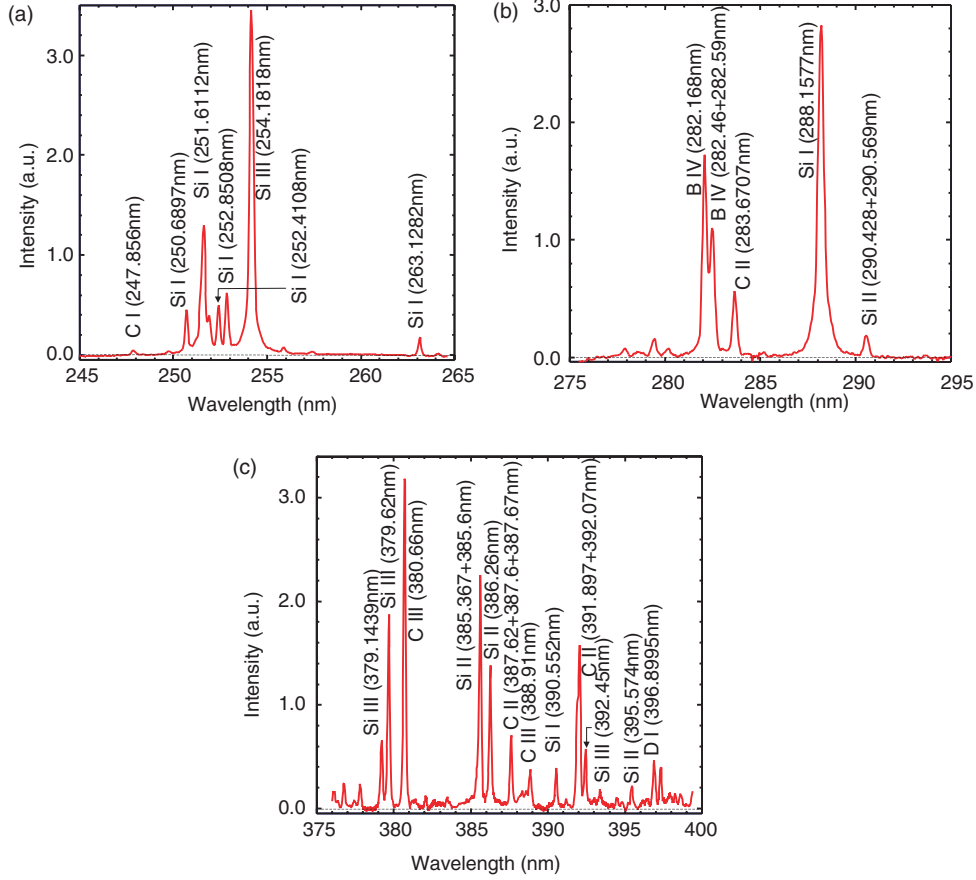 (a)
3.0
2.0
1.0
0.0
Intensity (a.u.)
C I (247.856nm)
Si I (250.6897nm)
Si I (251.6112nm)
Si I (252.8508nm)
Si III (254.1818nm)
Si I (252.4108nm)
Si I (263.1282nm)
245
250
255
260
265
Wavelength (nm)
(b)
3.0
2.0
1.0
0.0
Intensity (a.u.)
B IV (282.168nm)
B IV (282.46+282.59nm)
C II (283.6707nm)
Si I (288.1577nm)
Si II (290.428+290.569nm)
275
280
285
290
295
Wavelength (nm)
(c)
3.0
2.0
1.0
0.0
Intensity (a.u.)
Si III (379.1439nm)
Si III (379.62nm)
C III (380.66nm)
Si II (385.367+385.6nm)
Si II (386.26nm)
C II (387.62+387.6+387.67nm)
C III (388.91nm)
Si I (390.552nm)
C II (391.897+392.07nm)
Si III (392.45nm)
Si II (395.574nm)
D I (396.8995nm)
375
380
385
390
395
400
Wavelength (nm)